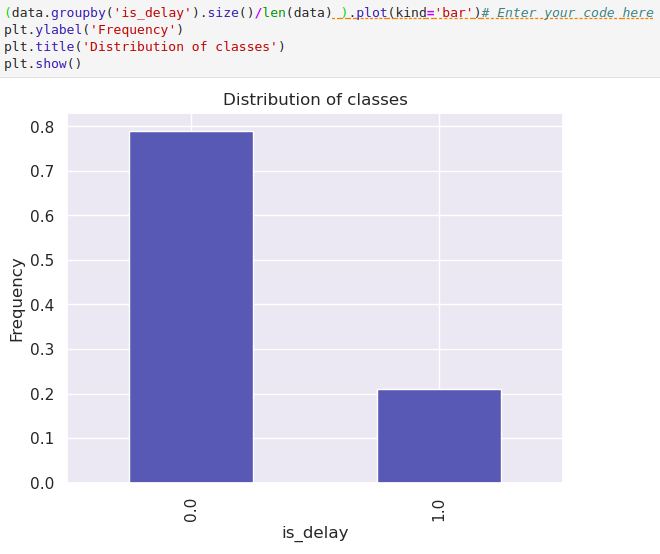 (data.groupby('is_delay').size()/len(data) ).plot(kind='bar')# Enter your code here
plt.ylabel('Frequency')
plt.title('Distribution of classes')
plt.show()
Distribution of classes
0.8
0.7
0.6
0.5
0.4
0.3
0.2
0.1
0.0
Frequency
0.0
1.0
is_delay